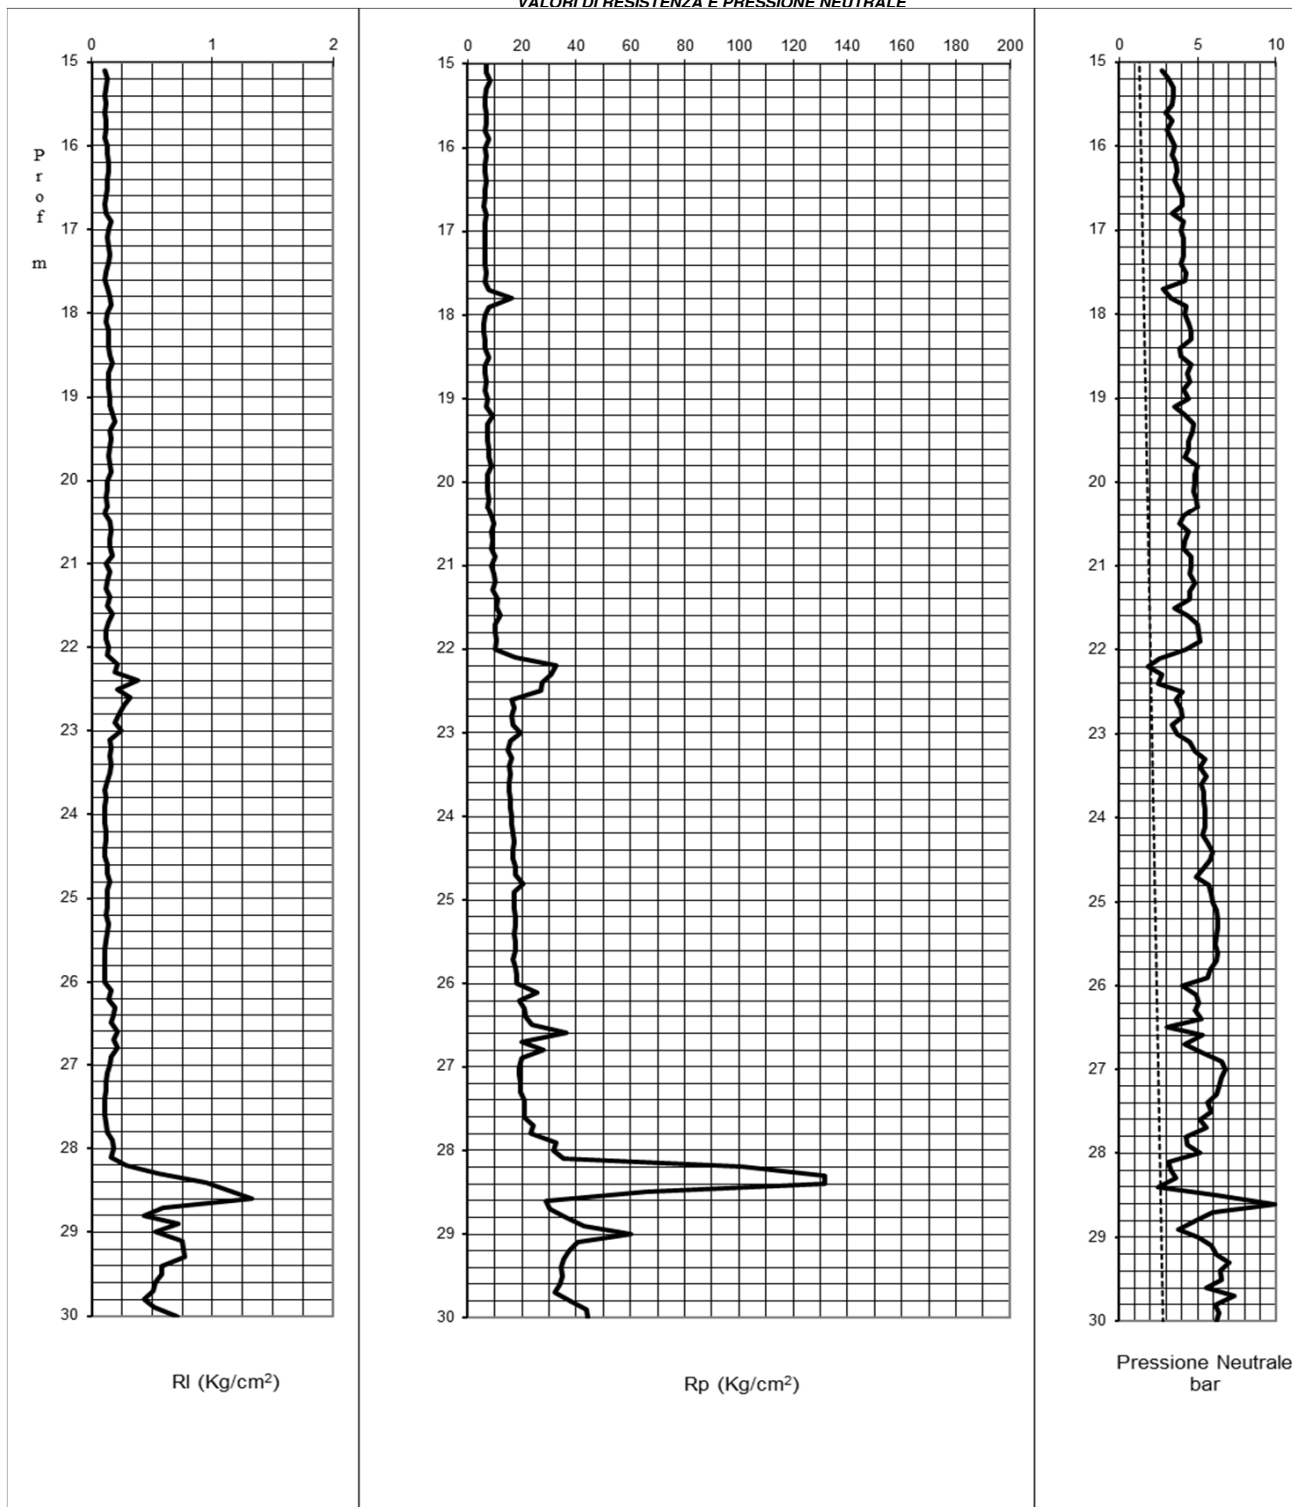 VALORI DI RESISTENZA E PRESSIONE NEUTRALE
0 1 2
0 20 40 60 80 100 120 140 160 180 200
0 5 10
15 15 15
16 16 16
Prof m
17 17 17
18 18 18
19 19 19
20 20 20
21 21 21
22 22 22
23 23 23
24 24 24
25 25 25
26 26 26
27 27 27
28 28 28
29 29 29
30 30 30
Rl (Kg/cm²)
Rp (Kg/cm²)
Pressione Neutrale
bar